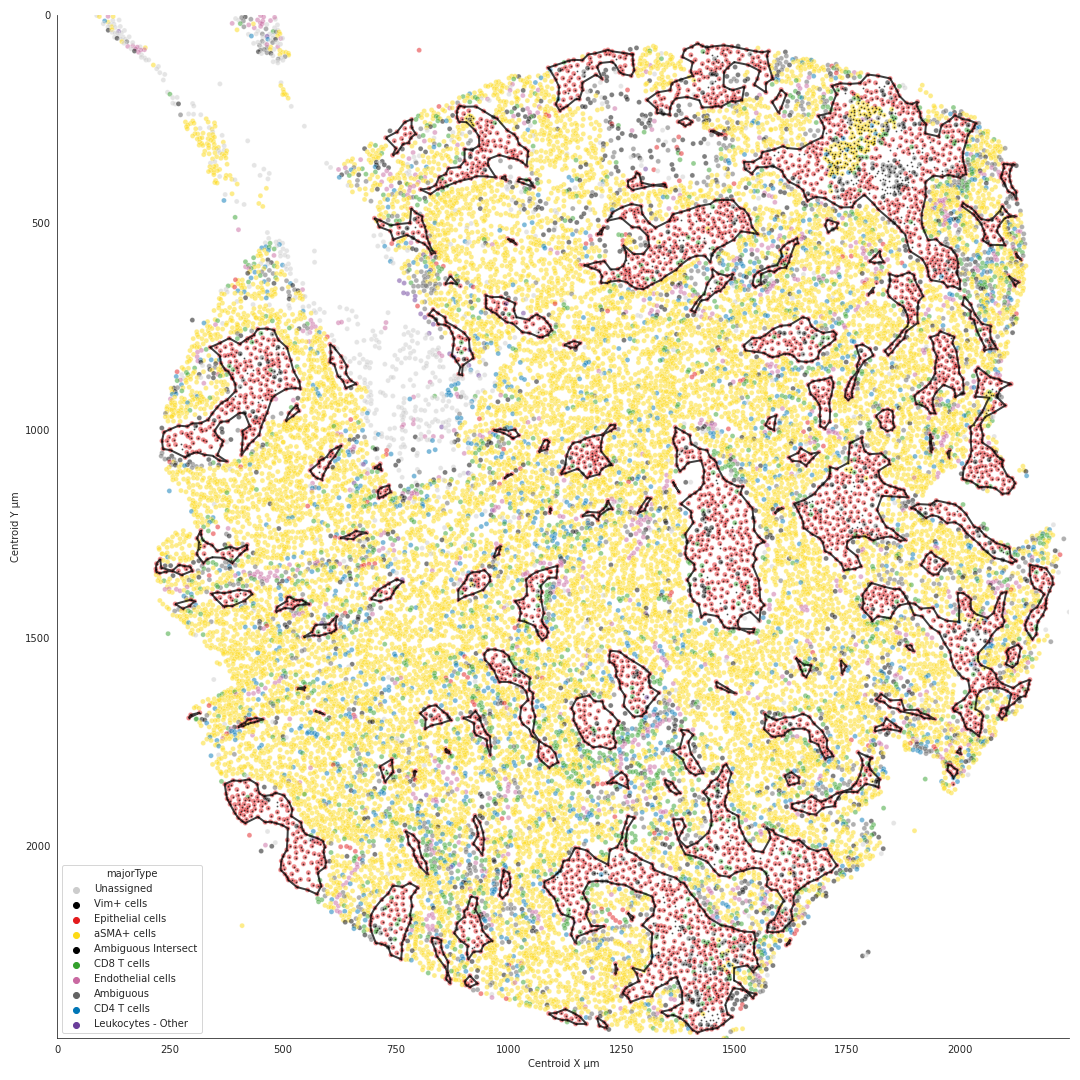 0
500
1000
1500
2000
Centroid Y μm
majorType
Unassigned
Vim+ cells
Epithelial cells
aSMA+ cells
Ambiguous Intersect
CD8 T cells
Endothelial cells
Ambiguous
CD4 T cells
Leukocytes - Other
0 250 500 750 1000 1250 1500 1750 2000
Centroid X μm